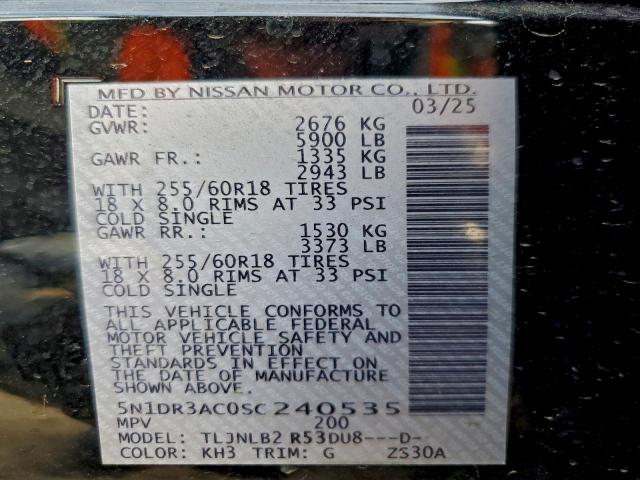 MFD BY NISSAN MOTOR CO., LTD.
DATE: 03/25
GVWR: 2676 KG
5900 LB
GAWR FR.: 1335 KG
2943 LB
WITH 255/60R18 TIRES
18 X 8.0 RIMS AT 33 PSI
COLD SINGLE
GAWR RR.: 1530 KG
3373 LB
WITH 255/60R18 TIRES
18 X 8.0 RIMS AT 33 PSI
COLD SINGLE
THIS VEHICLE CONFORMS TO
ALL APPLICABLE FEDERAL
MOTOR VEHICLE SAFETY AND
THEFT PREVENTION
STANDARDS IN EFFECT ON
THE DATE OF MANUFACTURE
SHOWN ABOVE.
5N1DR3AC0SC240535
MPV 200
MODEL: TLJNLB2 R53DU8---D-
COLOR: KH3 TRIM: G ZS30A